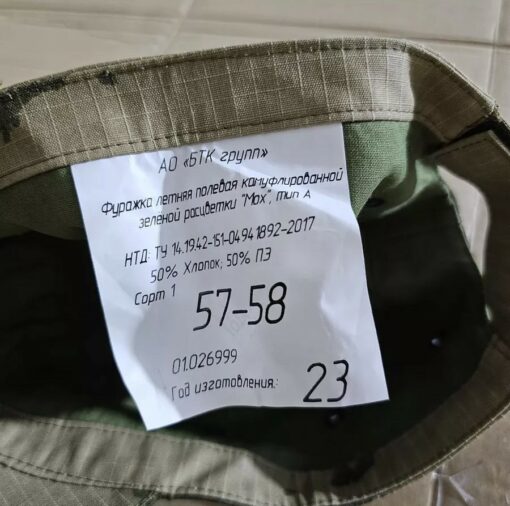 АО «БТК групп»
Фуражка летняя полевая камуфлированной
зеленой расцветки "Мох", тип А
НТД: ТУ 14.19.42-151-04941892-2017
50% Хлопок; 50% ПЭ
Сорт 1
57-58
01.026999
Год изготовления: 23